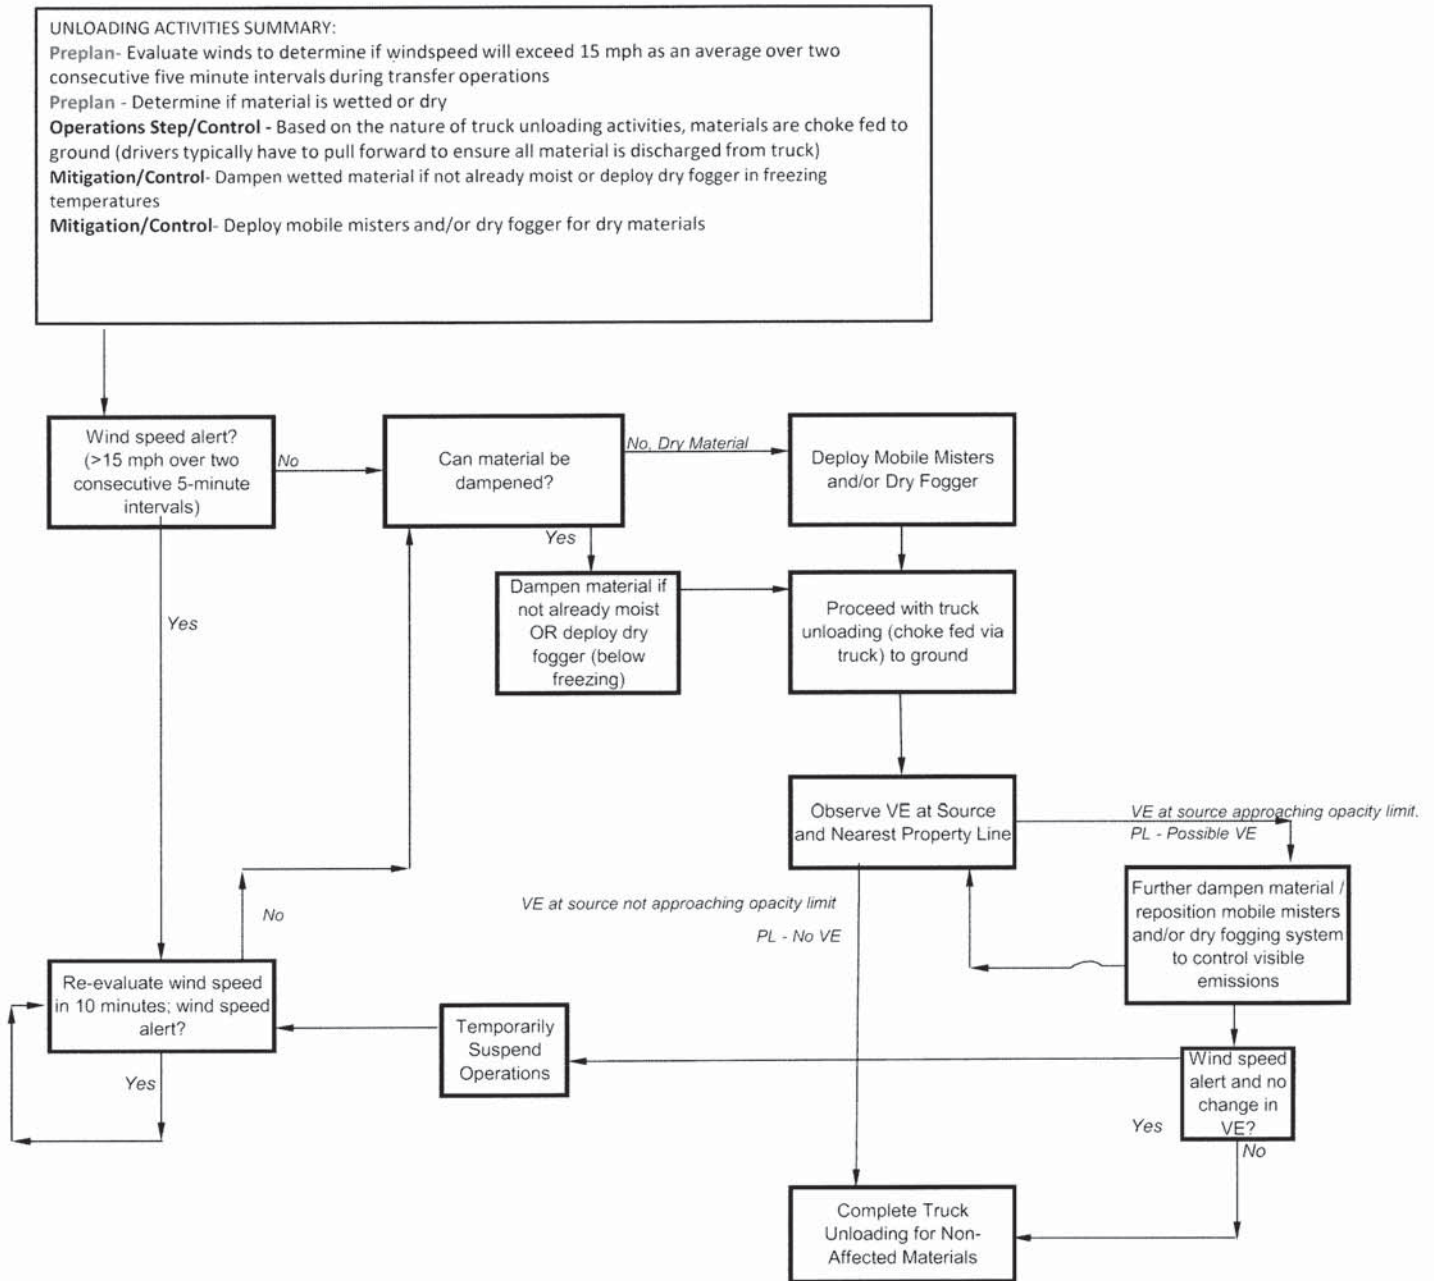 UNLOADING ACTIVITIES SUMMARY:
Preplan- Evaluate winds to determine if windspeed will exceed 15 mph as an average over two
consecutive five minute intervals during transfer operations
Preplan - Determine if material is wetted or dry
Operations Step/Control - Based on the nature of truck unloading activities, materials are choke fed to
ground (drivers typically have to pull forward to ensure all material is discharged from truck)
Mitigation/Control- Dampen wetted material if not already moist or deploy dry fogger in freezing
temperatures
Mitigation/Control- Deploy mobile misters and/or dry fogger for dry materials
Wind speed alert?
(>15 mph over two
consecutive 5-minute
intervals)
No
Can material be
dampened?
No, Dry Material
Deploy Mobile Misters
and/or Dry Fogger
Yes
Dampen material if
not already moist
OR deploy dry
fogger (below
freezing)
Proceed with truck
unloading (choke fed via
truck) to ground
Yes
Observe VE at Source
and Nearest Property Line
VE at source approaching opacity limit.
PL - Possible VE
Further dampen material /
reposition mobile misters
and/or dry fogging system
to control visible
emissions
VE at source not approaching opacity limit
PL - No VE
No
Re-evaluate wind speed
in 10 minutes; wind speed
alert?
Yes
Temporarily
Suspend
Operations
Wind speed
alert and no
change in
VE?
Yes
No
Complete Truck
Unloading for Non-
Affected Materials